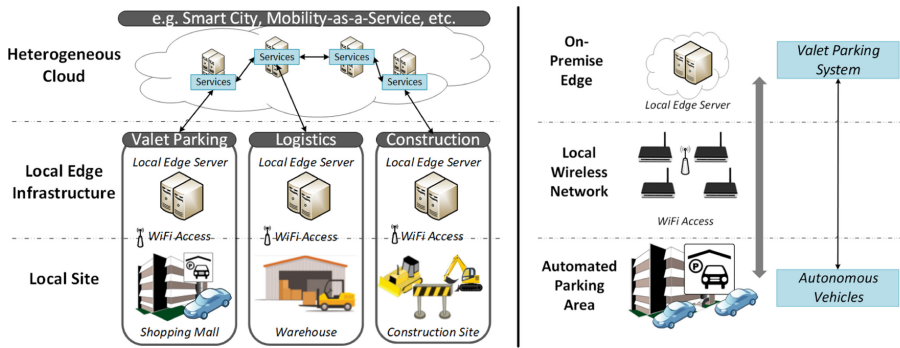 e.g. Smart City, Mobility-as-a-Service, etc.
Heterogeneous
Cloud
Services
Services
Services
Services
Valet Parking
Logistics
Construction
Local Edge
Infrastructure
Local Edge Server
Local Edge Server
Local Edge Server
WiFi Access
WiFi Access
WiFi Access
Local Site
Shopping Mall
Warehouse
Construction Site
On-
Premise
Edge
Local Edge Server
Valet Parking
System
Local
Wireless
Network
WiFi Access
Automated
Parking
Area
P
P
Autonomous
Vehicles